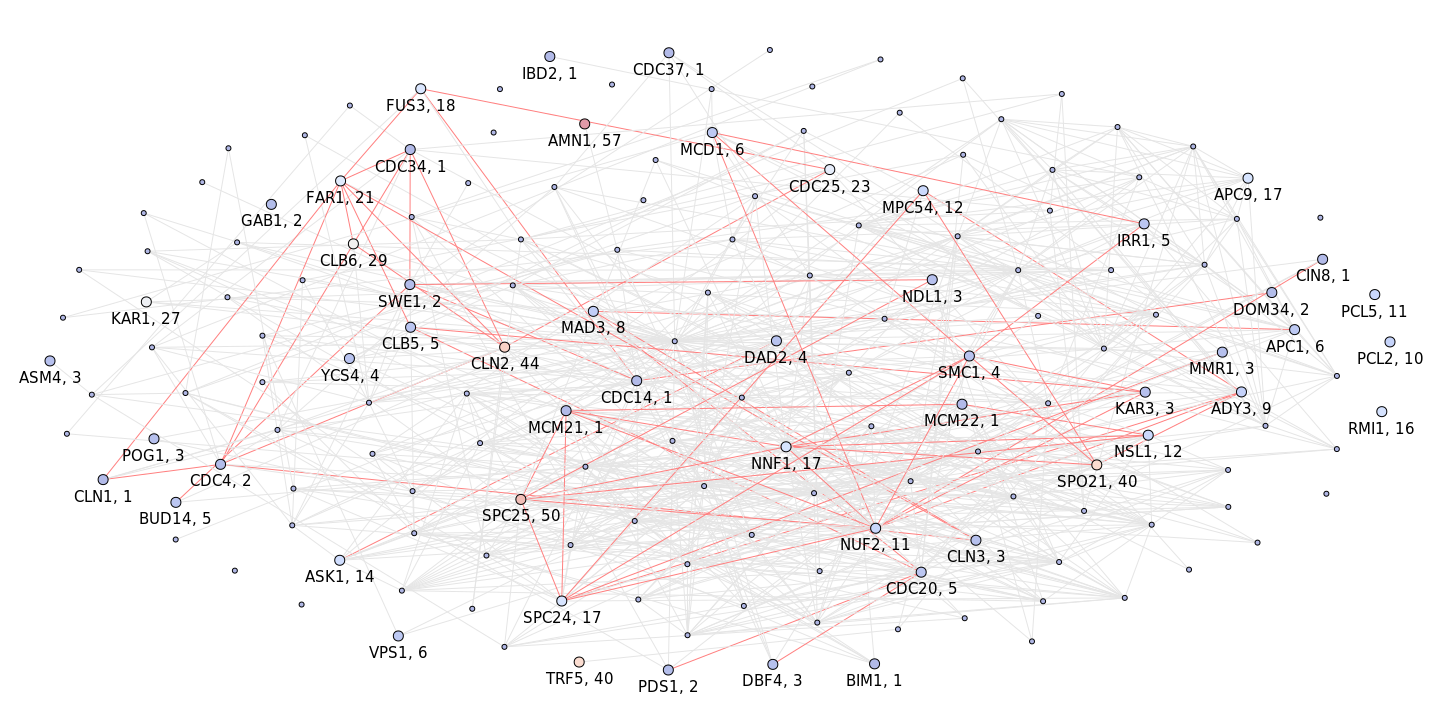 IBD2, 1
CDC37, 1
FUS3, 18
AMN1, 57
MCD1, 6
CDC34, 1
CDC25, 23
FAR1, 21
APC9, 17
MPC54, 12
GAB1, 2
IRR1, 5
CLB6, 29
CIN8, 1
SWE1, 2
NDL1, 3
DOM34, 2
PCL5, 11
KAR1, 27
MAD3, 8
CLB5, 5
APC1, 6
DAD2, 4
PCL2, 10
CLN2, 44
MMR1, 3
SMC1, 4
YCS4, 4
ASM4, 3
CDC14, 1
KAR3, 3
ADY3, 9
MCM22, 1
MCM21, 1
RMI1, 16
NSL1, 12
POG1, 3
NNF1, 17
CDC4, 2
SPO21, 40
CLN1, 1
SPC25, 50
BUD14, 5
NUF2, 11
CLN3, 3
ASK1, 14
CDC20, 5
SPC24, 17
VPS1, 6
TRF5, 40
PDS1, 2
DBF4, 3
BIM1, 1